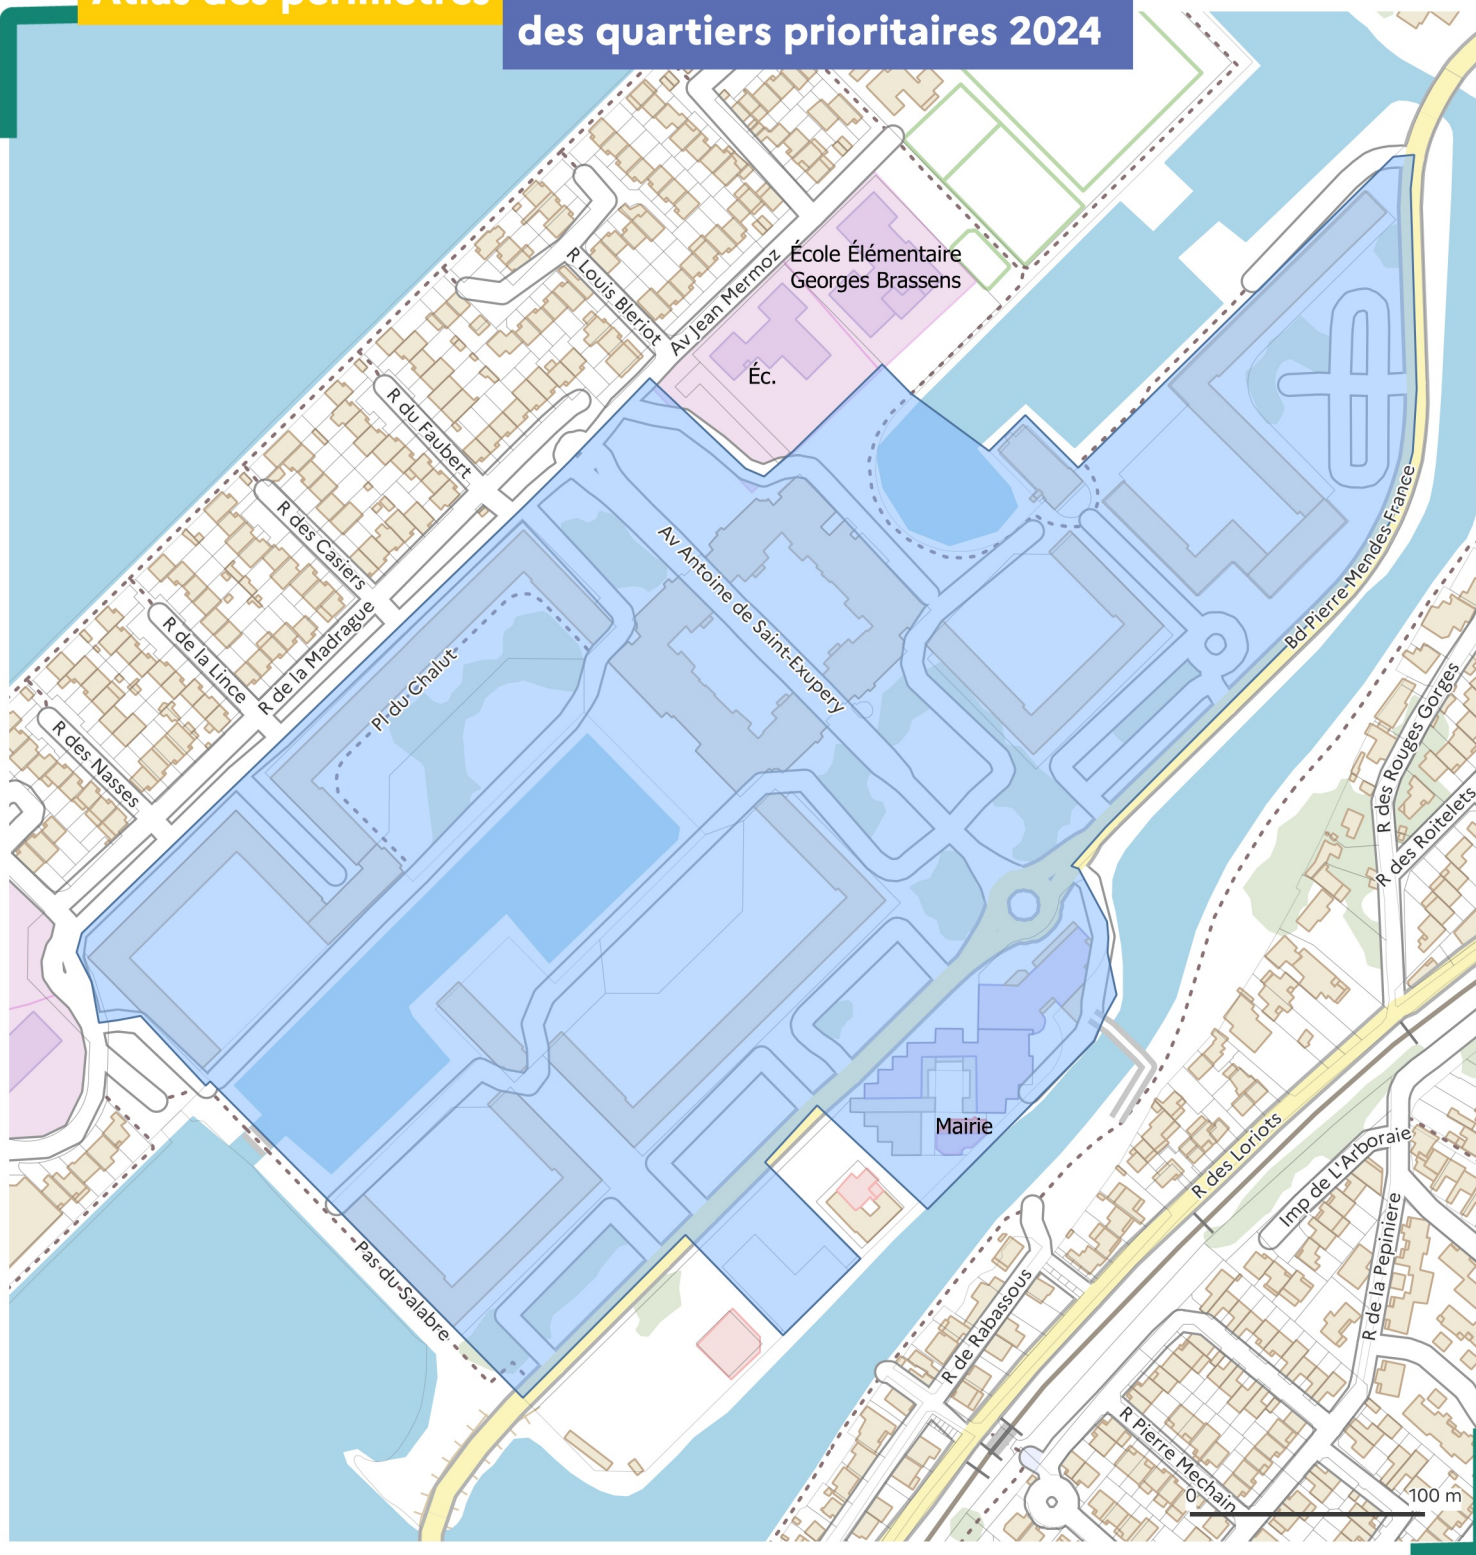 Atlas des périmètres
des quartiers prioritaires 2024
École Élémentaire
Georges Brassens
R Louis Bleriot
Av Jean Mermoz
Éc.
R du Faubert
R des Casiers
Av Antoine de Saint-Exupery
Bd Pierre Mendes-France
R de la Lince
R de la Madrague
Pl du Chalut
R des Nasses
R des Rouges Gorges
R des Roitelets
Mairie
R des Loriots
Imp de L'Arboraie
Pas du Salabre
R de Rabassous
R de la Pepiniere
R Pierre Mechain
0
100 m